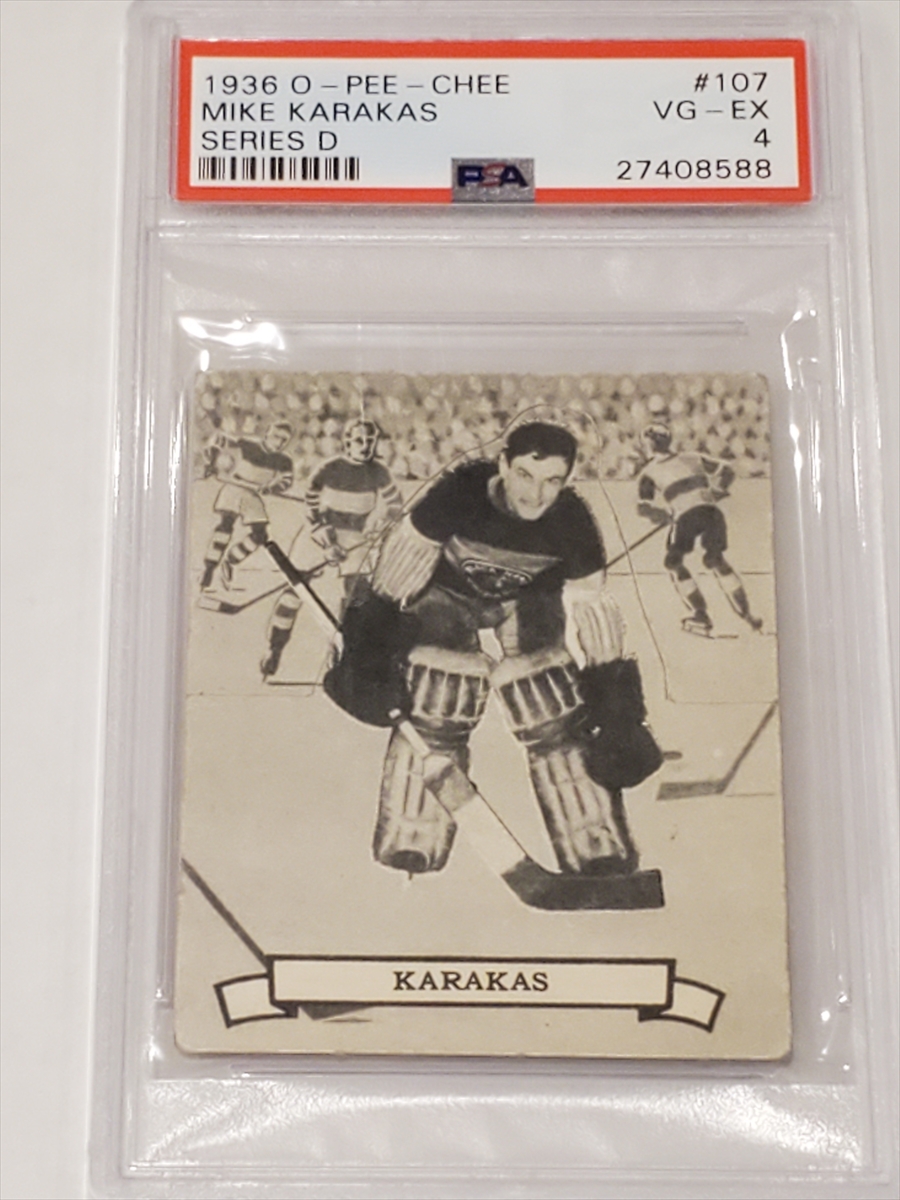 1936 O-PEE-CHEE #107
MIKE KARAKAS VG-EX
SERIES D 4
PSA 27408588
KARAKAS